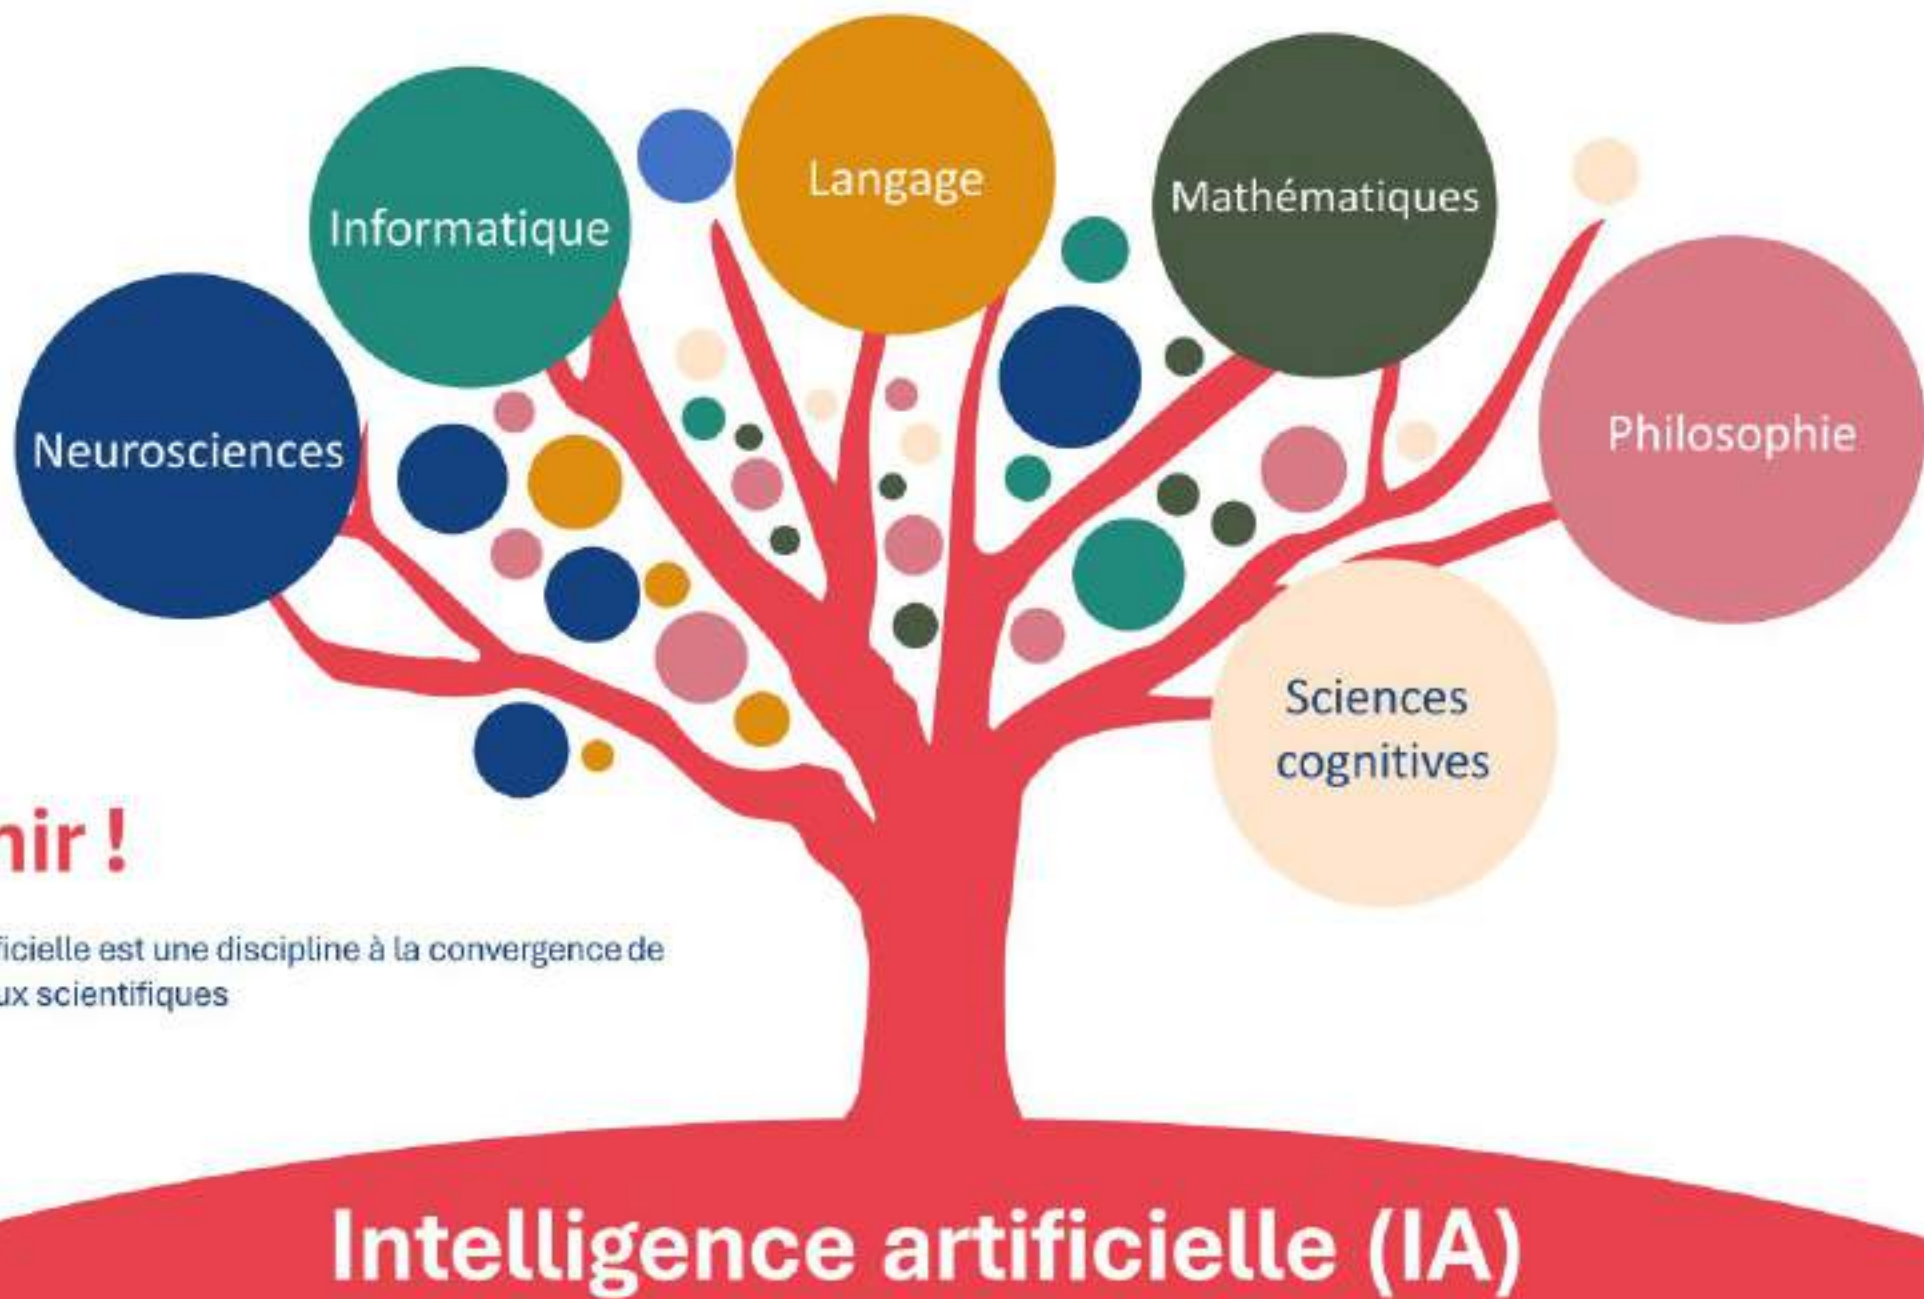 Langage
Mathématiques
Informatique
Philosophie
Neurosciences
Sciences
cognitives
nir !
ficielle est une discipline à la convergence de
ux scientifiques
Intelligence artificielle (IA)